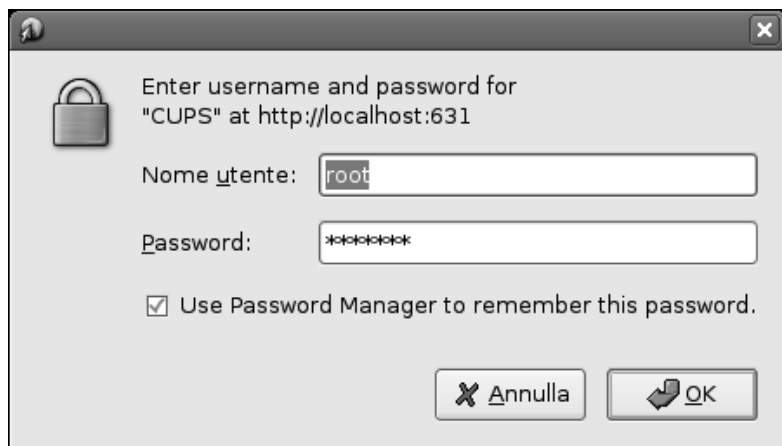 Enter username and password for
"CUPS" at http://localhost:631
Nome utente: root
Password: ********
Use Password Manager to remember this password.
Annulla OK